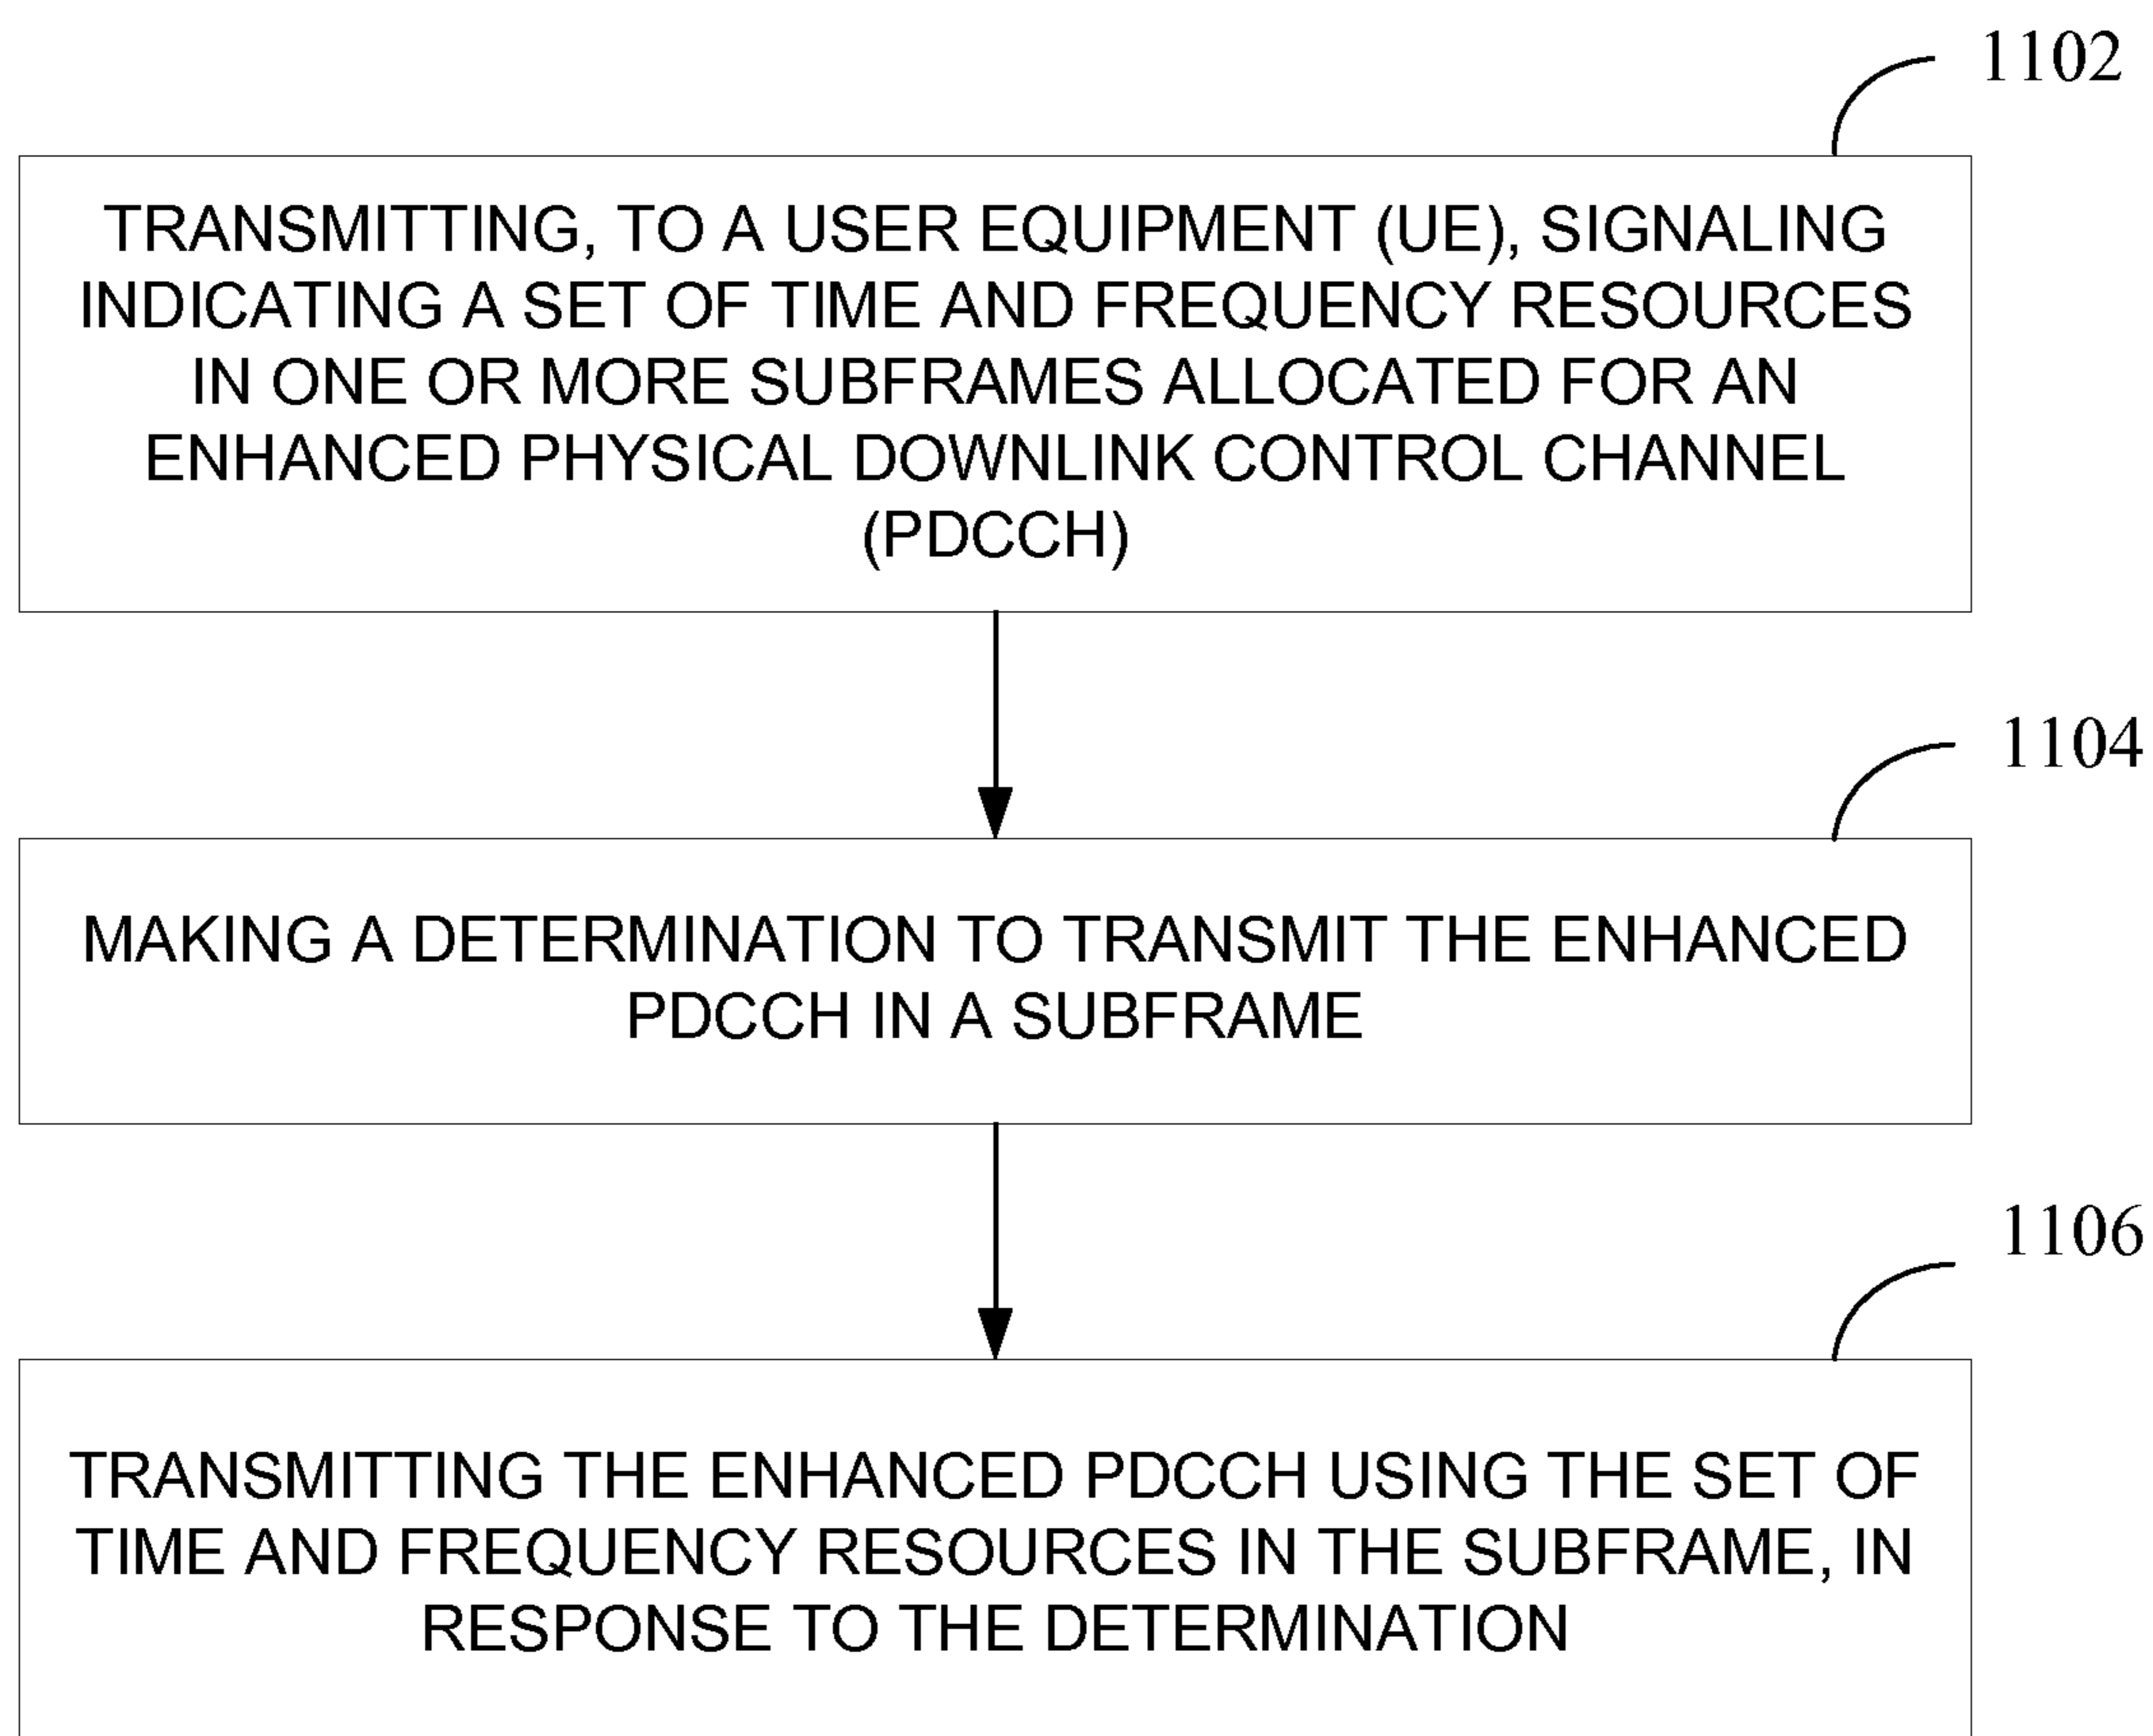 1102
TRANSMITTING, TO A USER EQUIPMENT (UE), SIGNALING
INDICATING A SET OF TIME AND FREQUENCY RESOURCES
IN ONE OR MORE SUBFRAMES ALLOCATED FOR AN
ENHANCED PHYSICAL DOWNLINK CONTROL CHANNEL
(PDCCH)
1104
MAKING A DETERMINATION TO TRANSMIT THE ENHANCED
PDCCH IN A SUBFRAME
1106
TRANSMITTING THE ENHANCED PDCCH USING THE SET OF
TIME AND FREQUENCY RESOURCES IN THE SUBFRAME, IN
RESPONSE TO THE DETERMINATION